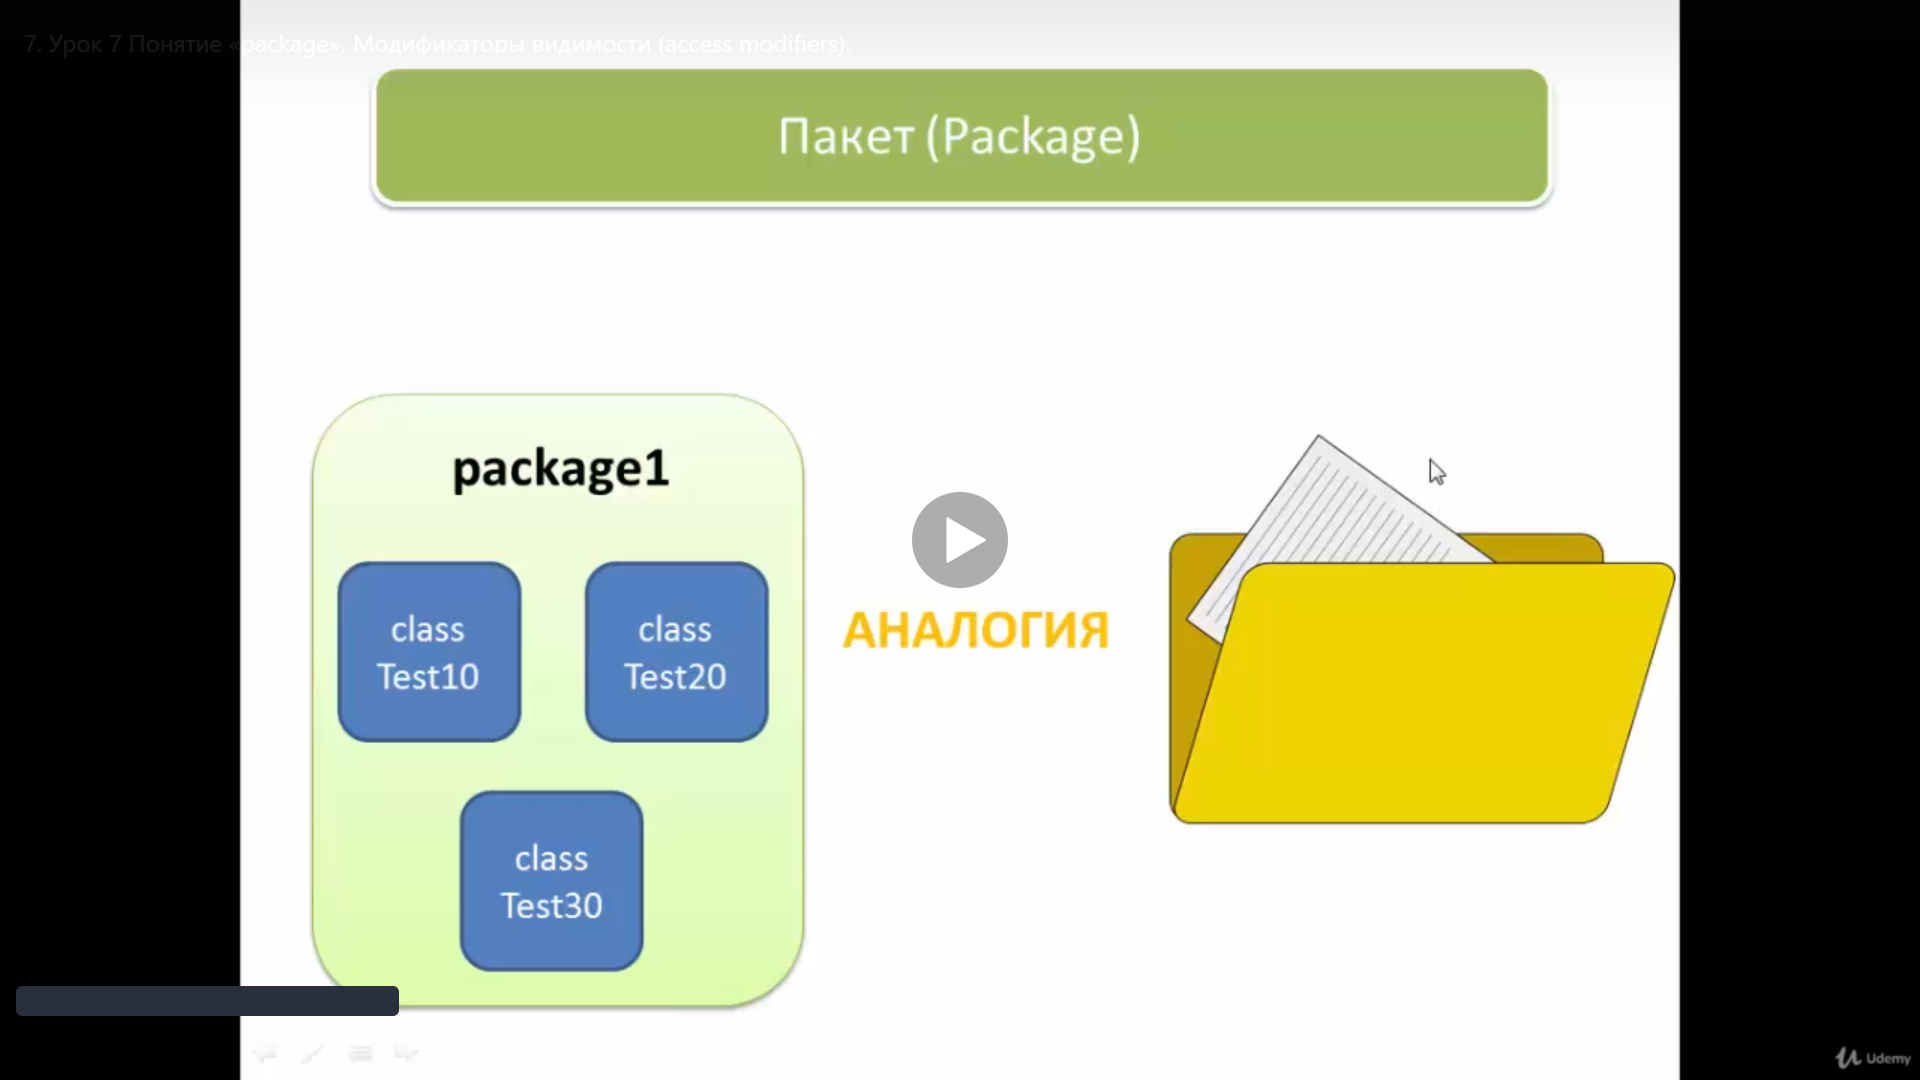 7. Урок 7 Понятие «package». Модификаторы видимости (access modifiers).
Пакет (Package)
package1
class
Test10
class
Test20
class
Test30
АНАЛОГИЯ
Udemy